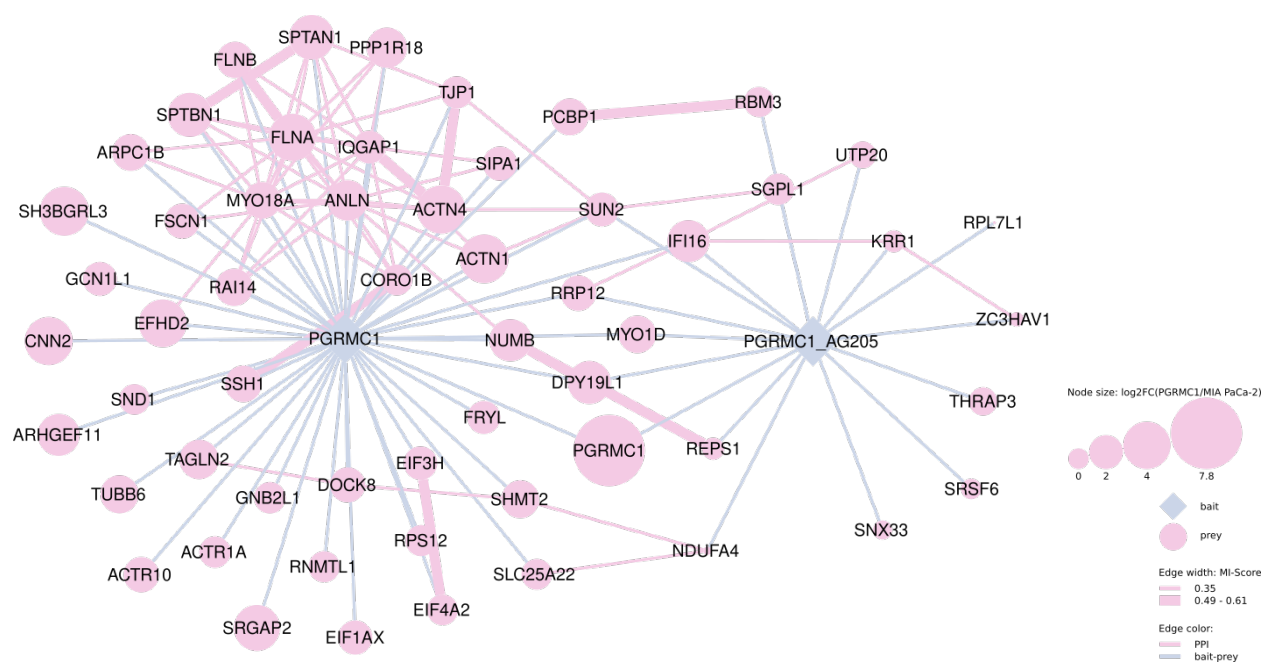 SPTAN1
FLNB
PPP1R18
TJP1
SPTBN1
PCBP1
RBM3
FLNA
ARPC1B
IQGAP1
SIPA1
UTP20
SH3BGRL3
MYO18A
ANLN
ACTN4
SUN2
SGPL1
FSCN1
IFI16
KRR1
RPL7L1
ACTN1
GCN1L1
RAI14
CORO1B
RRP12
EFHD2
ZC3HAV1
CNN2
PGRMC1
NUMB
MYO1D
PGRMC1_AG205
SSH1
DPY19L1
SND1
THRAP3
ARHGEF11
FRYL
PGRMC1
REPS1
TAGLN2
EIF3H
TUBB6
GNB2L1
DOCK8
SHMT2
SRSF6
SNX33
ACTR1A
RPS12
NDUFA4
ACTR10
RNMTL1
SLC25A22
EIF4A2
SRGAP2
EIF1AX
Node size: log2FC(PGRMC1/MIA PaCa-2)
0 2 4 7.8
bait
prey
Edge width: MI-Score
0.35
0.49 - 0.61
Edge color:
PPI
bait-prey